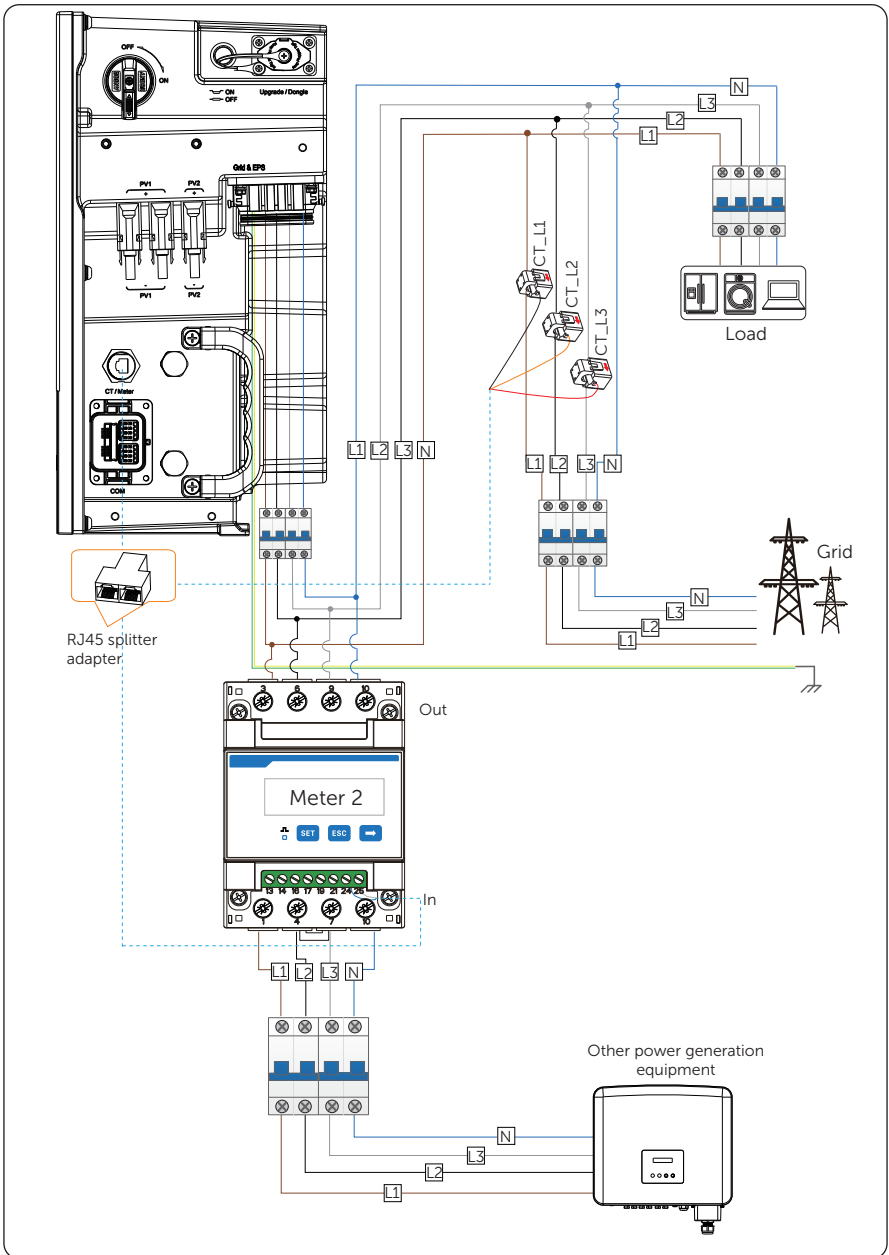 OFF
ON
ON
OFF
Upgrade / Dongle
Grid & EPS
PV1
PV2
+
+
-
-
PV1
PV2
CT / Meter
COM
RJ45 splitter
adapter
N
L3
L2
L1
CT_L1
CT_L2
CT_L3
Load
L1
L2
L3
N
L1
L2
L3
N
Grid
N
L3
L2
L1
3
6
9
10
Out
Meter 2
SET
ESC
13 14 16 17 19 21 24 25
In
1
4
7
10
L1
L2
L3
N
Other power generation
equipment
N
L3
L2
L1